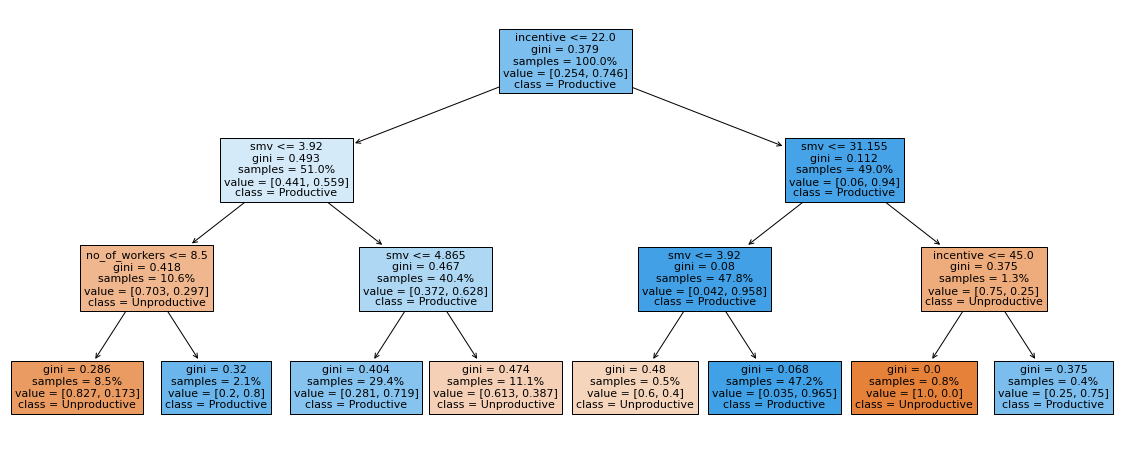 incentive <= 22.0
gini = 0.379
samples = 100.0%
value = [0.254, 0.746]
class = Productive
smv <= 3.92
gini = 0.493
samples = 51.0%
value = [0.441, 0.559]
class = Productive
smv <= 31.155
gini = 0.112
samples = 49.0%
value = [0.06, 0.94]
class = Productive
no_of_workers <= 8.5
gini = 0.418
samples = 10.6%
value = [0.703, 0.297]
class = Unproductive
smv <= 4.865
gini = 0.467
samples = 40.4%
value = [0.372, 0.628]
class = Productive
smv <= 3.92
gini = 0.08
samples = 47.8%
value = [0.042, 0.958]
class = Productive
incentive <= 45.0
gini = 0.375
samples = 1.3%
value = [0.75, 0.25]
class = Unproductive
gini = 0.286
samples = 8.5%
value = [0.827, 0.173]
class = Unproductive
gini = 0.32
samples = 2.1%
value = [0.2, 0.8]
class = Productive
gini = 0.404
samples = 29.4%
value = [0.281, 0.719]
class = Productive
gini = 0.474
samples = 11.1%
value = [0.613, 0.387]
class = Unproductive
gini = 0.48
samples = 0.5%
value = [0.6, 0.4]
class = Unproductive
gini = 0.068
samples = 47.2%
value = [0.035, 0.965]
class = Productive
gini = 0.0
samples = 0.8%
value = [1.0, 0.0]
class = Unproductive
gini = 0.375
samples = 0.4%
value = [0.25, 0.75]
class = Productive